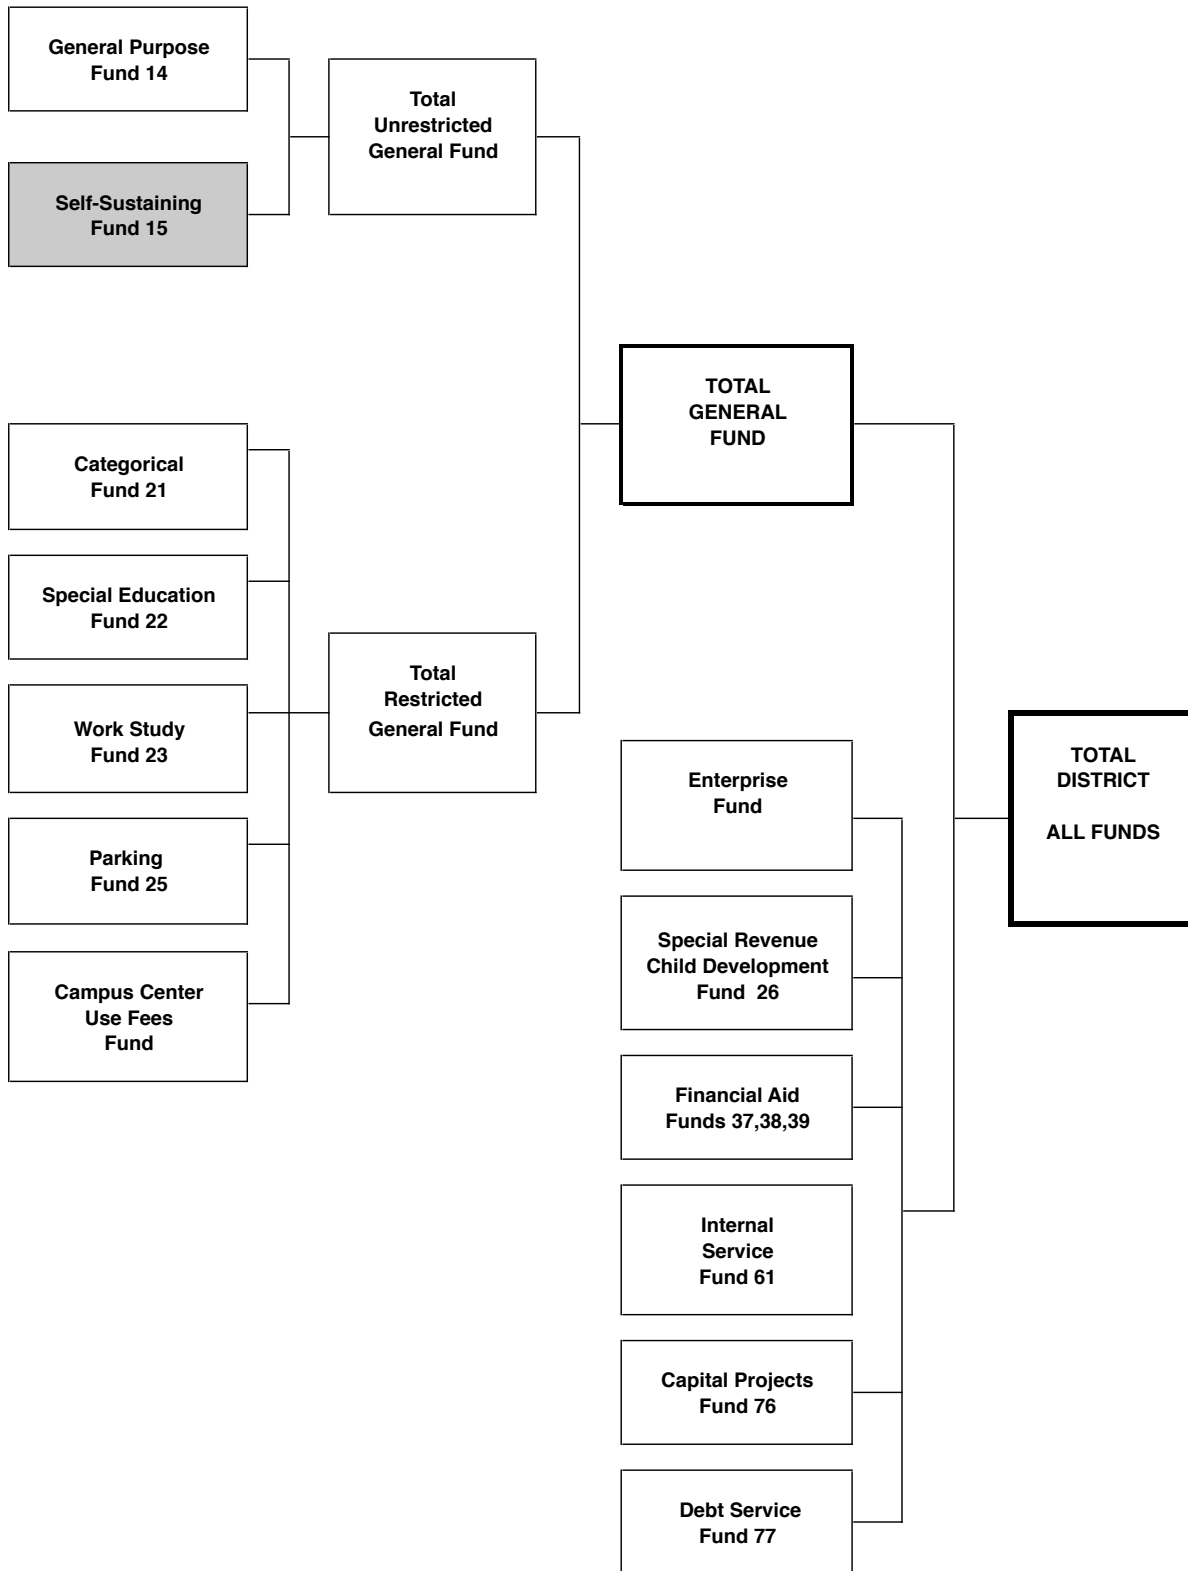 General Purpose
Fund 14
Self-Sustaining
Fund 15
Total
Unrestricted
General Fund
Categorical
Fund 21
Special Education
Fund 22
Work Study
Fund 23
Parking
Fund 25
Campus Center
Use Fees
Fund
Total
Restricted
General Fund
TOTAL
GENERAL
FUND
Enterprise
Fund
Special Revenue
Child Development
Fund  26
Financial Aid
Funds 37,38,39
Internal
Service
Fund 61
Capital Projects
Fund 76
Debt Service
Fund 77
TOTAL
DISTRICT
ALL FUNDS